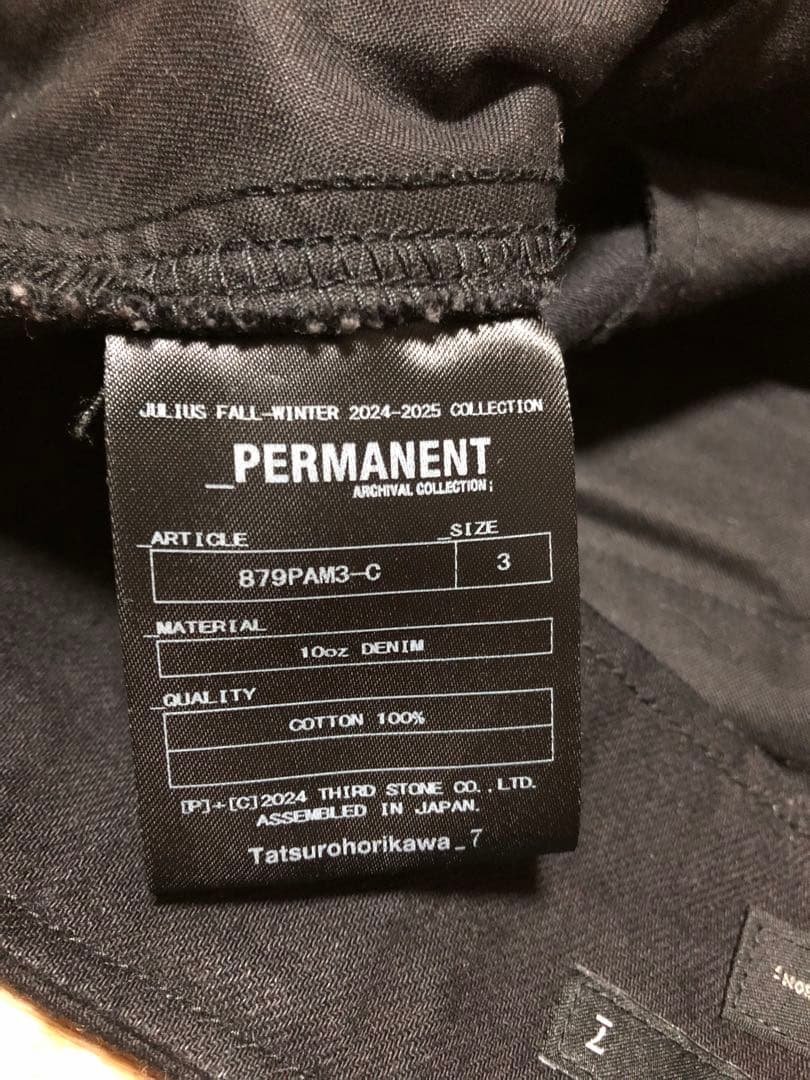 JULIUS FALL-WINTER 2024-2025 COLLECTION
_PERMANENT
ARCHIVAL COLLECTION;
_ARTICLE _SIZE
879PAM3-C 3
_MATERIAL
10oz DENIM
_QUALITY
COTTON 100%
[P]+[C]2024 THIRD STONE CO.,LTD.
ASSEMBLED IN JAPAN.
Tatsurohorikawa_7